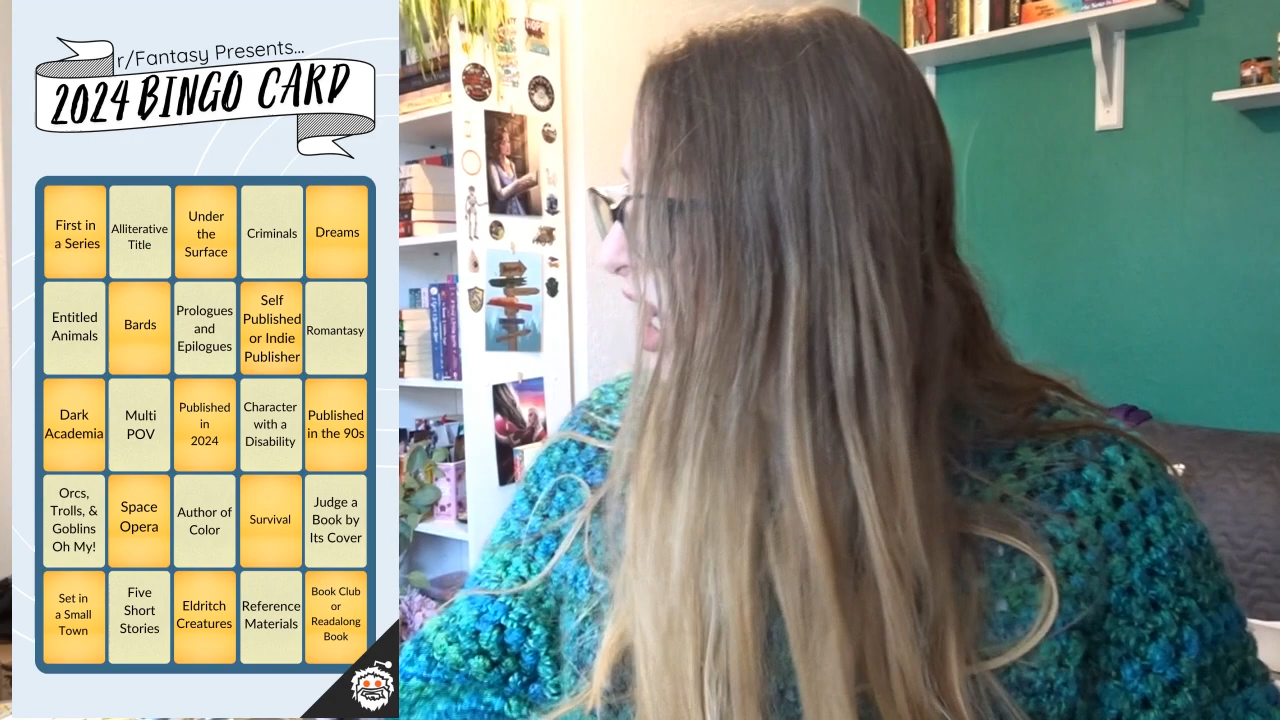 r/Fantasy Presents...
2024 BINGO CARD
First in
a Series
Alliterative
Title
Under
the
Surface
Criminals
Dreams
Entitled
Animals
Bards
Prologues
and
Epilogues
Self
Published
or Indie
Publisher
Romantasy
Dark
Academia
Multi
POV
Published
in
2024
Character
with a
Disability
Published
in the 90s
Orcs,
Trolls, &
Goblins
Oh My!
Space
Opera
Author of
Color
Survival
Judge a
Book by
Its Cover
Set in
a Small
Town
Five
Short
Stories
Eldritch
Creatures
Reference
Materials
Book Club
or
Readalong
Book